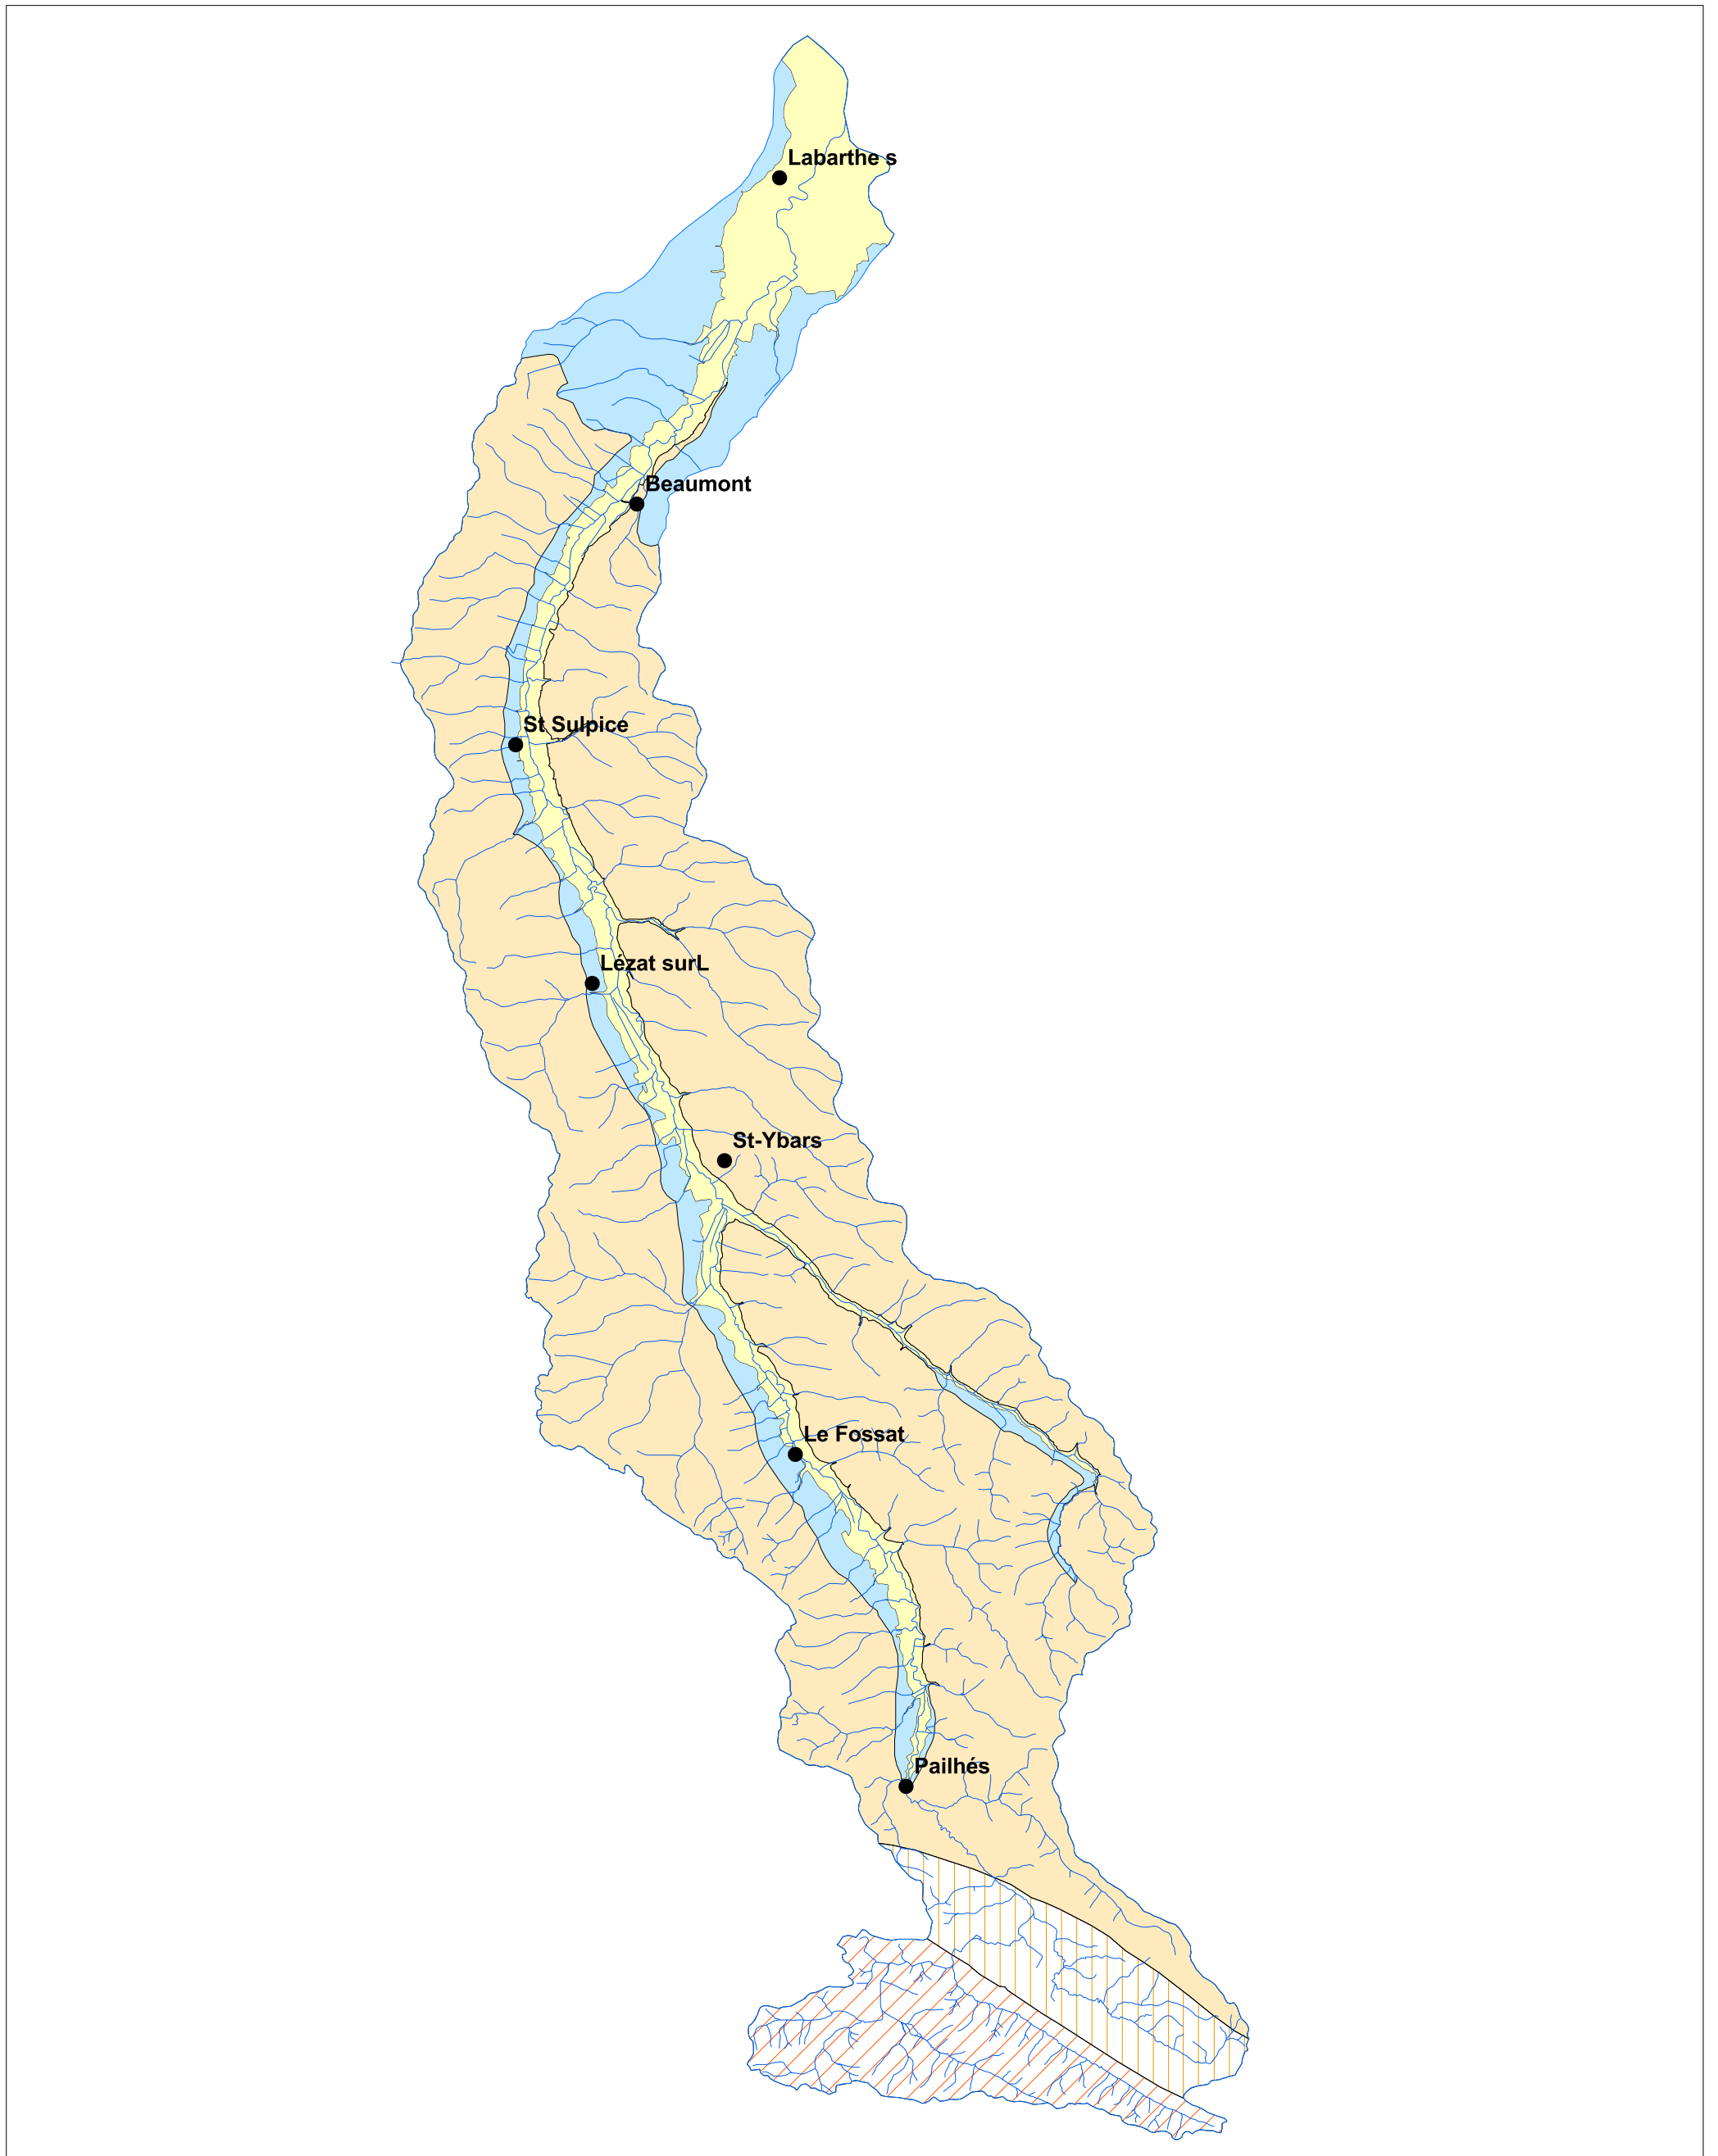 Labarthe s
Beaumont
St Sulpice
Lézat surL
St-Ybars
Le Fossat
Pailhés